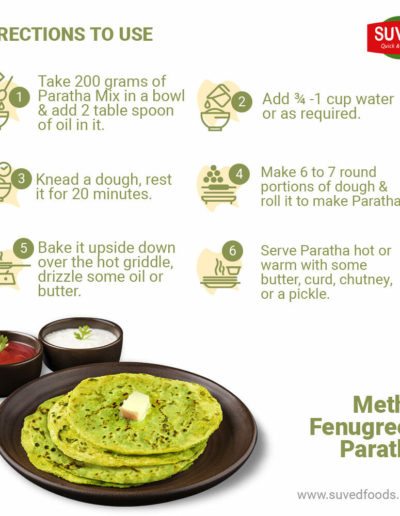 RECTIONS TO USE
SUVE
Quick &
1
Take 200 grams of
Paratha Mix in a bowl
& add 2 table spoon
of oil in it.
2
Add ¾ -1 cup water
or as required.
3
Knead a dough, rest
it for 20 minutes.
4
Make 6 to 7 round
portions of dough &
roll it to make Paratha
5
Bake it upside down
over the hot griddle,
drizzle some oil or
butter.
6
Serve Paratha hot or
warm with some
butter, curd, chutney,
or a pickle.
Meth
Fenugree
Parath
www.suvedfoods.